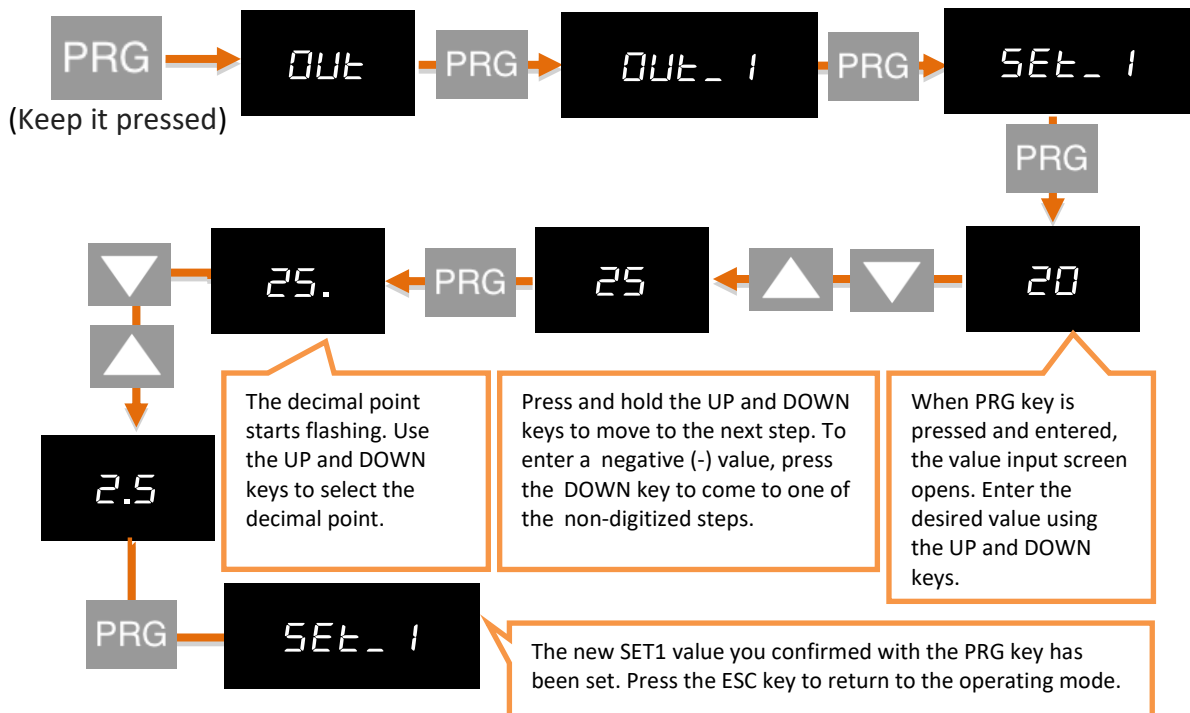 PRG
OUt
PRG
OUt_ 1
PRG
SEt_ 1
(Keep it pressed)
PRG
20
25
PRG
25.
The decimal point
starts flashing. Use
the UP and DOWN
keys to select the
decimal point.
Press and hold the UP and DOWN
keys to move to the next step. To
enter a negative (-) value, press
the DOWN key to come to one of
the non-digitized steps.
When PRG key is
pressed and entered,
the value input screen
opens. Enter the
desired value using
the UP and DOWN
keys.
2.5
PRG
SEt_ 1
The new SET1 value you confirmed with the PRG key has
been set. Press the ESC key to return to the operating mode.